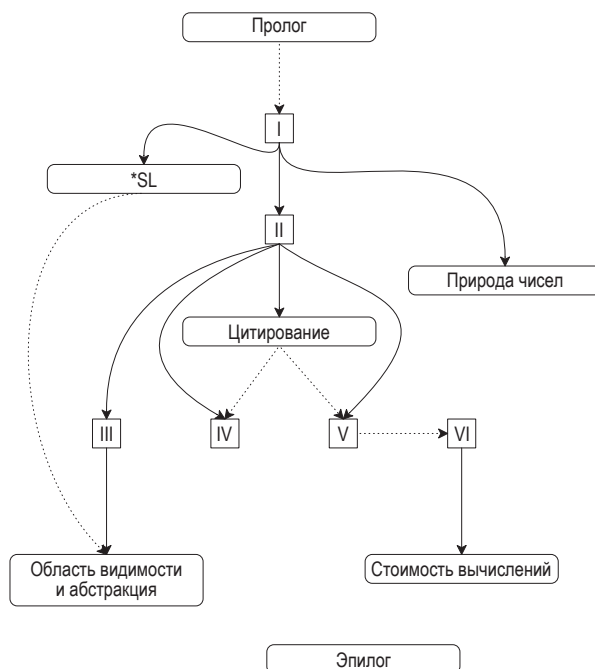 Пролог
I
*SL
II
Природа чисел
Цитирование
III
IV
V
VI
Область видимости
и абстракция
Стоимость вычислений
Эпилог